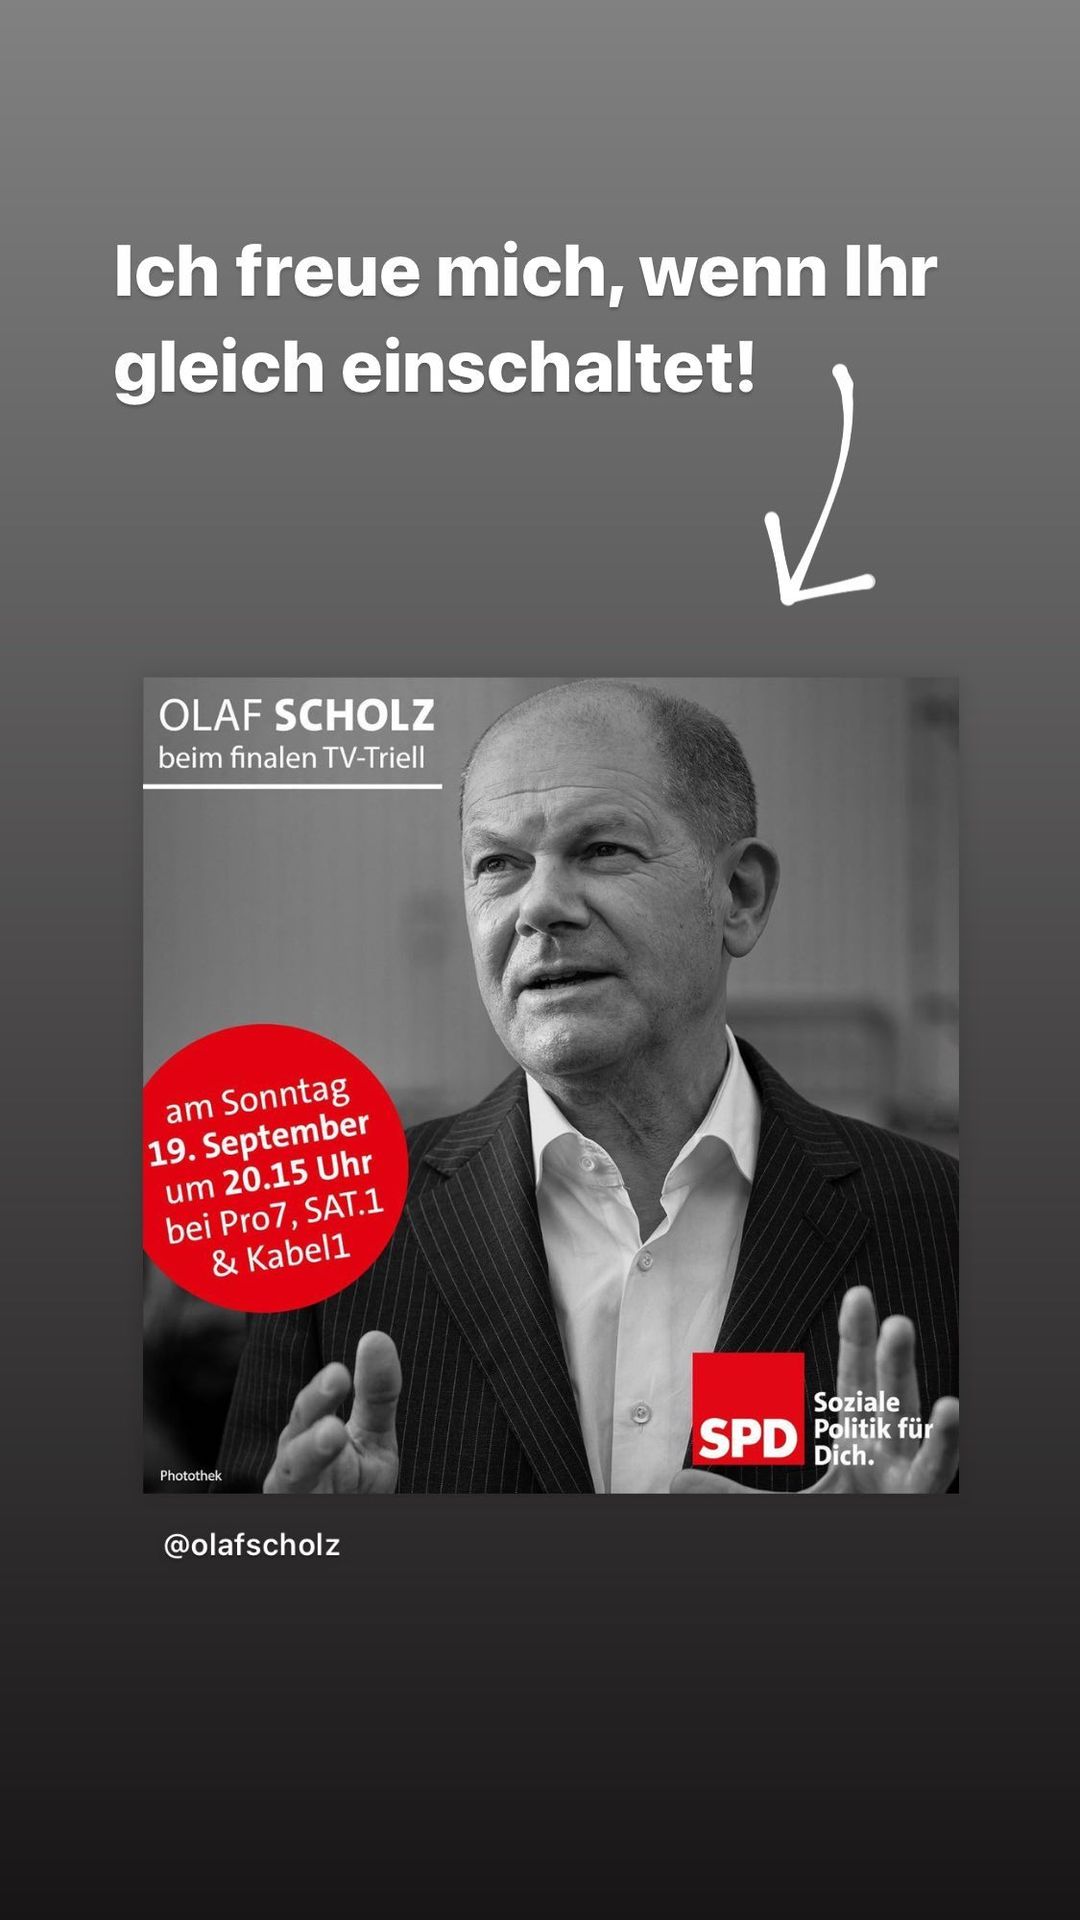 Ich freue mich, wenn Ihr
gleich einschaltet!
OLAF SCHOLZ
beim finalen TV-Triell
am Sonntag
19. September
um 20.15 Uhr
bei Pro7, SAT.1
& Kabel1
SPD
Soziale
Politik für
Dich.
Photothek
@olafscholz